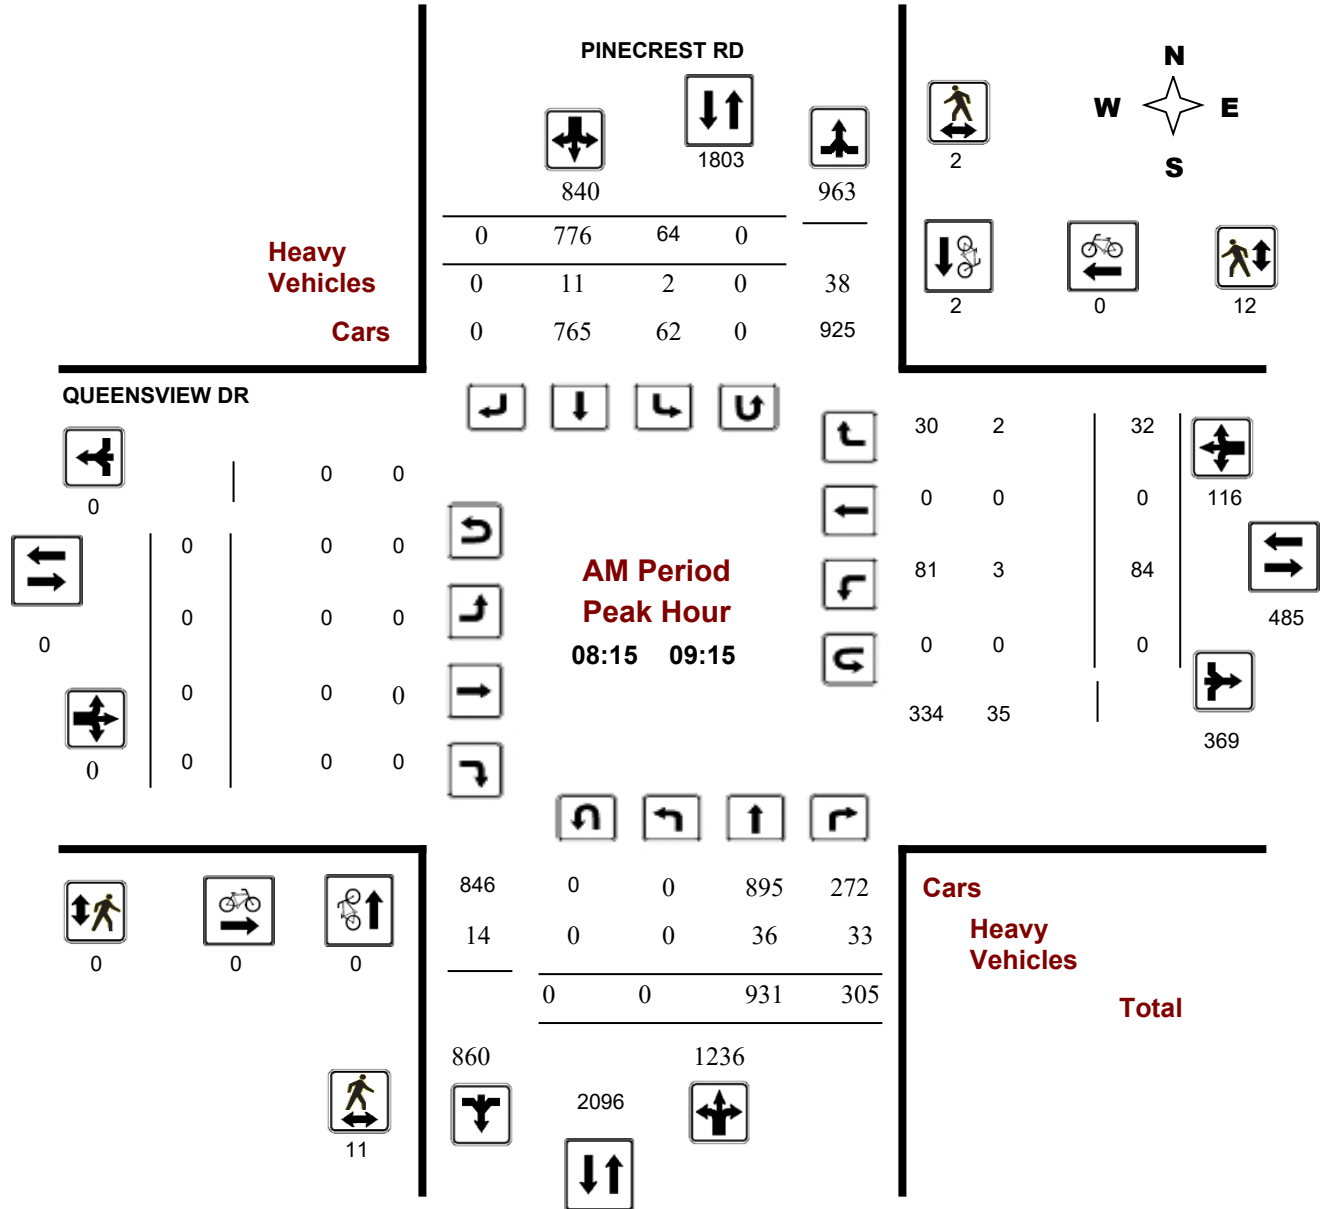 PINECREST RD
N
W E
S
1803
2
840 963
0 776 64 0
Heavy
Vehicles 0 11 2 0 38
Cars 0 765 62 0 925
2 0 12
QUEENSVIEW DR
0
0 0
30 2 32
116
0 0 0
0 0 0
0 0 0
0
0 0 0
0 0 0
0
AM Period
Peak Hour
08:15 09:15
81 3 84
485
0 0 0
334 35
369
846 0 0 895 272
14 0 0 36 33
0 0 931 305
860 1236
2096
Cars
Heavy
Vehicles
Total
0 0 0
11